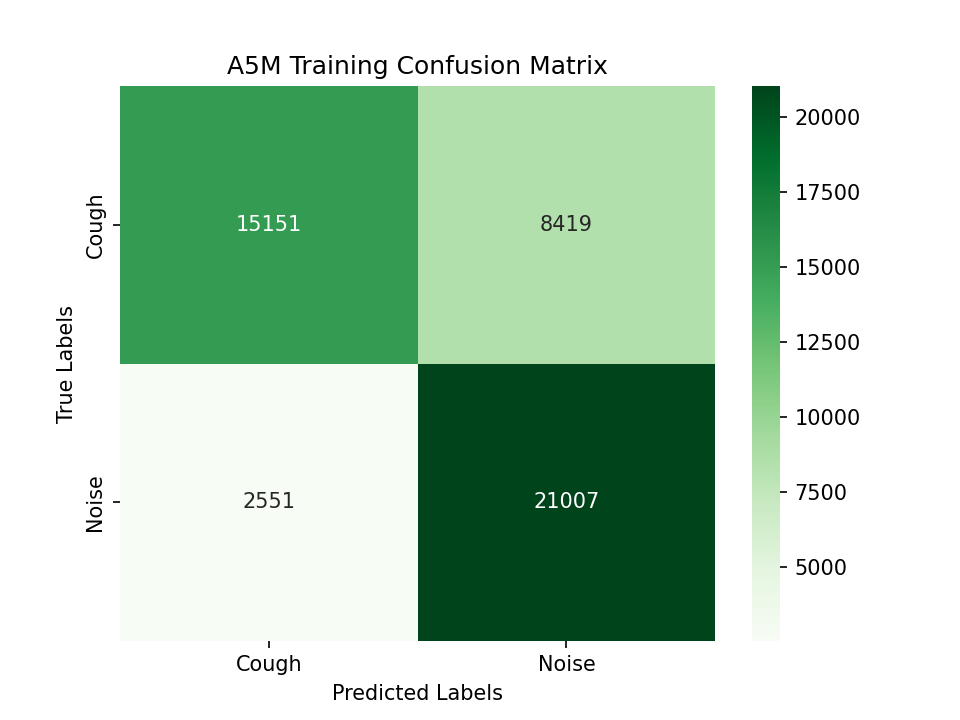 A5M Training Confusion Matrix
True Labels
Cough
Noise
15151 8419
2551 21007
Cough Noise
Predicted Labels
20000
17500
15000
12500
10000
7500
5000